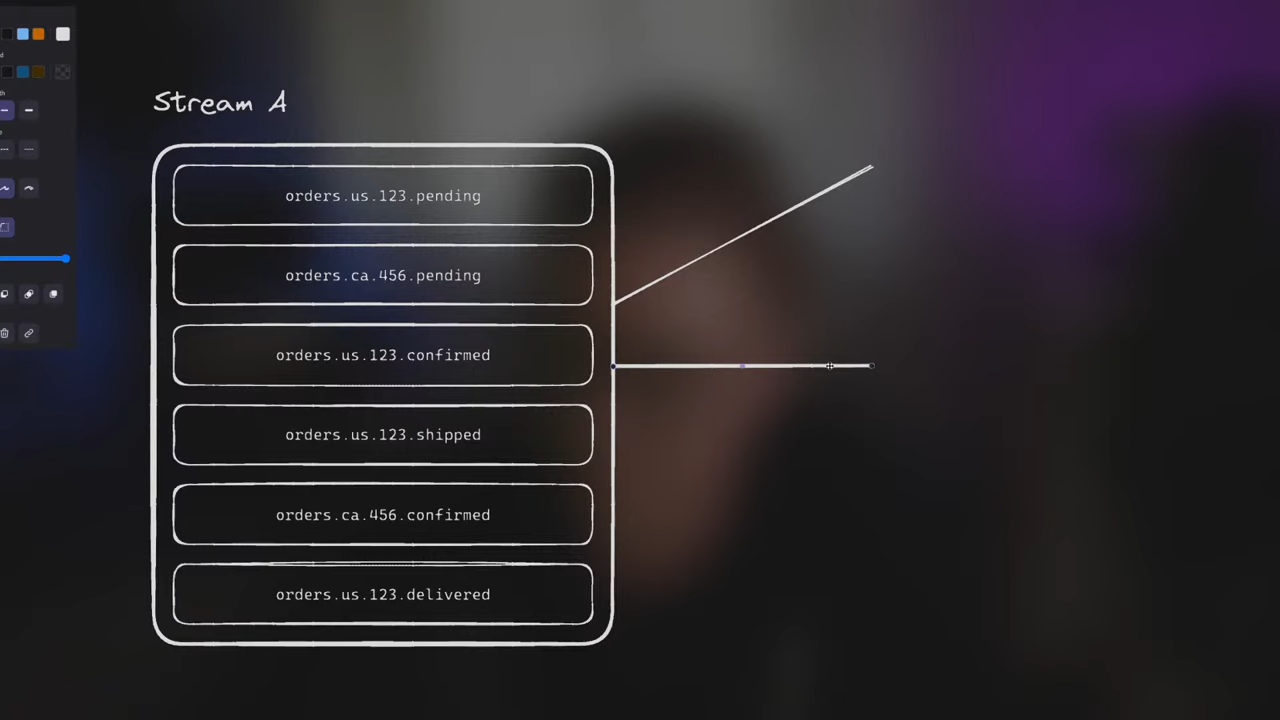 Stream A
orders.us.123.pending
orders.ca.456.pending
orders.us.123.confirmed
orders.us.123.shipped
orders.ca.456.confirmed
orders.us.123.delivered